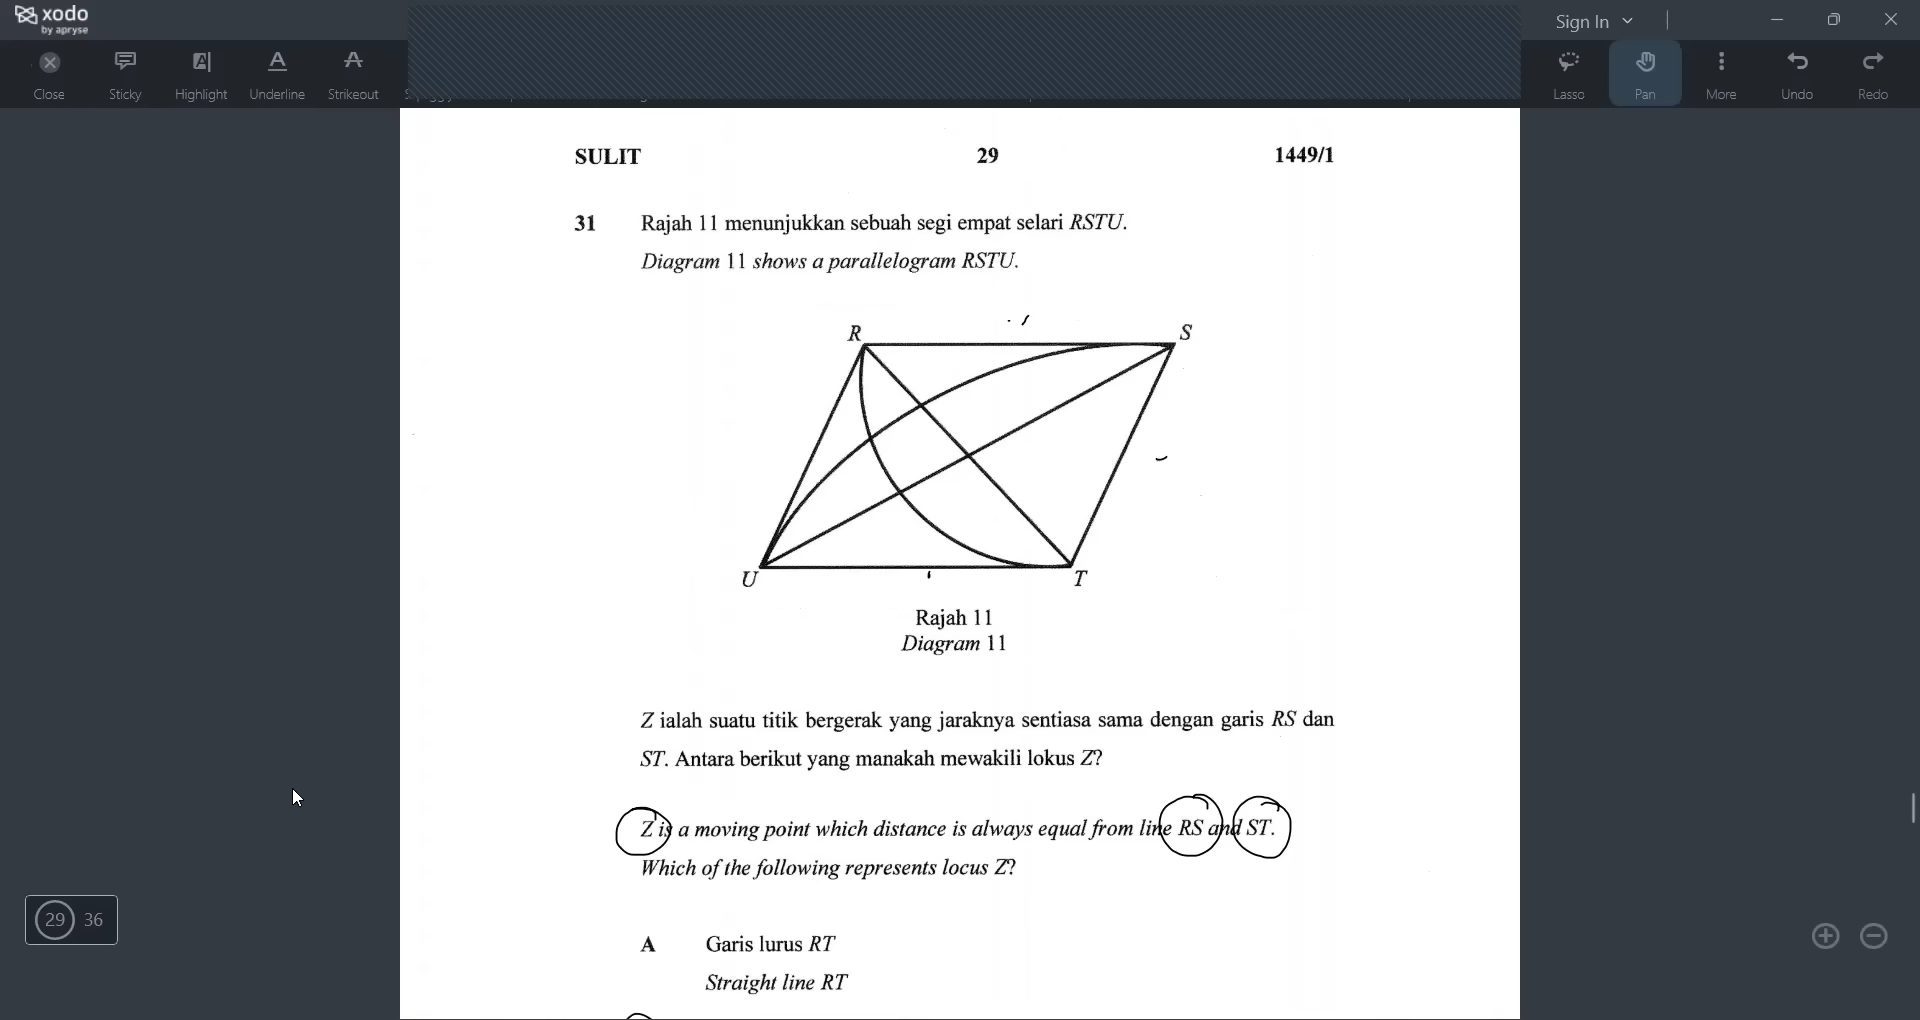 xodo
by apryse
Sign In
Close
Sticky
Highlight
Underline
Strikeout
Lasso
Pan
More
Undo
Redo
SULIT 29 1449/1
31 Rajah 11 menunjukkan sebuah segi empat selari RSTU.
Diagram 11 shows a parallelogram RSTU.
R S
U T
Rajah 11
Diagram 11
Z ialah suatu titik bergerak yang jaraknya sentiasa sama dengan garis RS dan
ST. Antara berikut yang manakah mewakili lokus Z?
Z is a moving point which distance is always equal from line RS and ST.
Which of the following represents locus Z?
29 36
A Garis lurus RT
Straight line RT